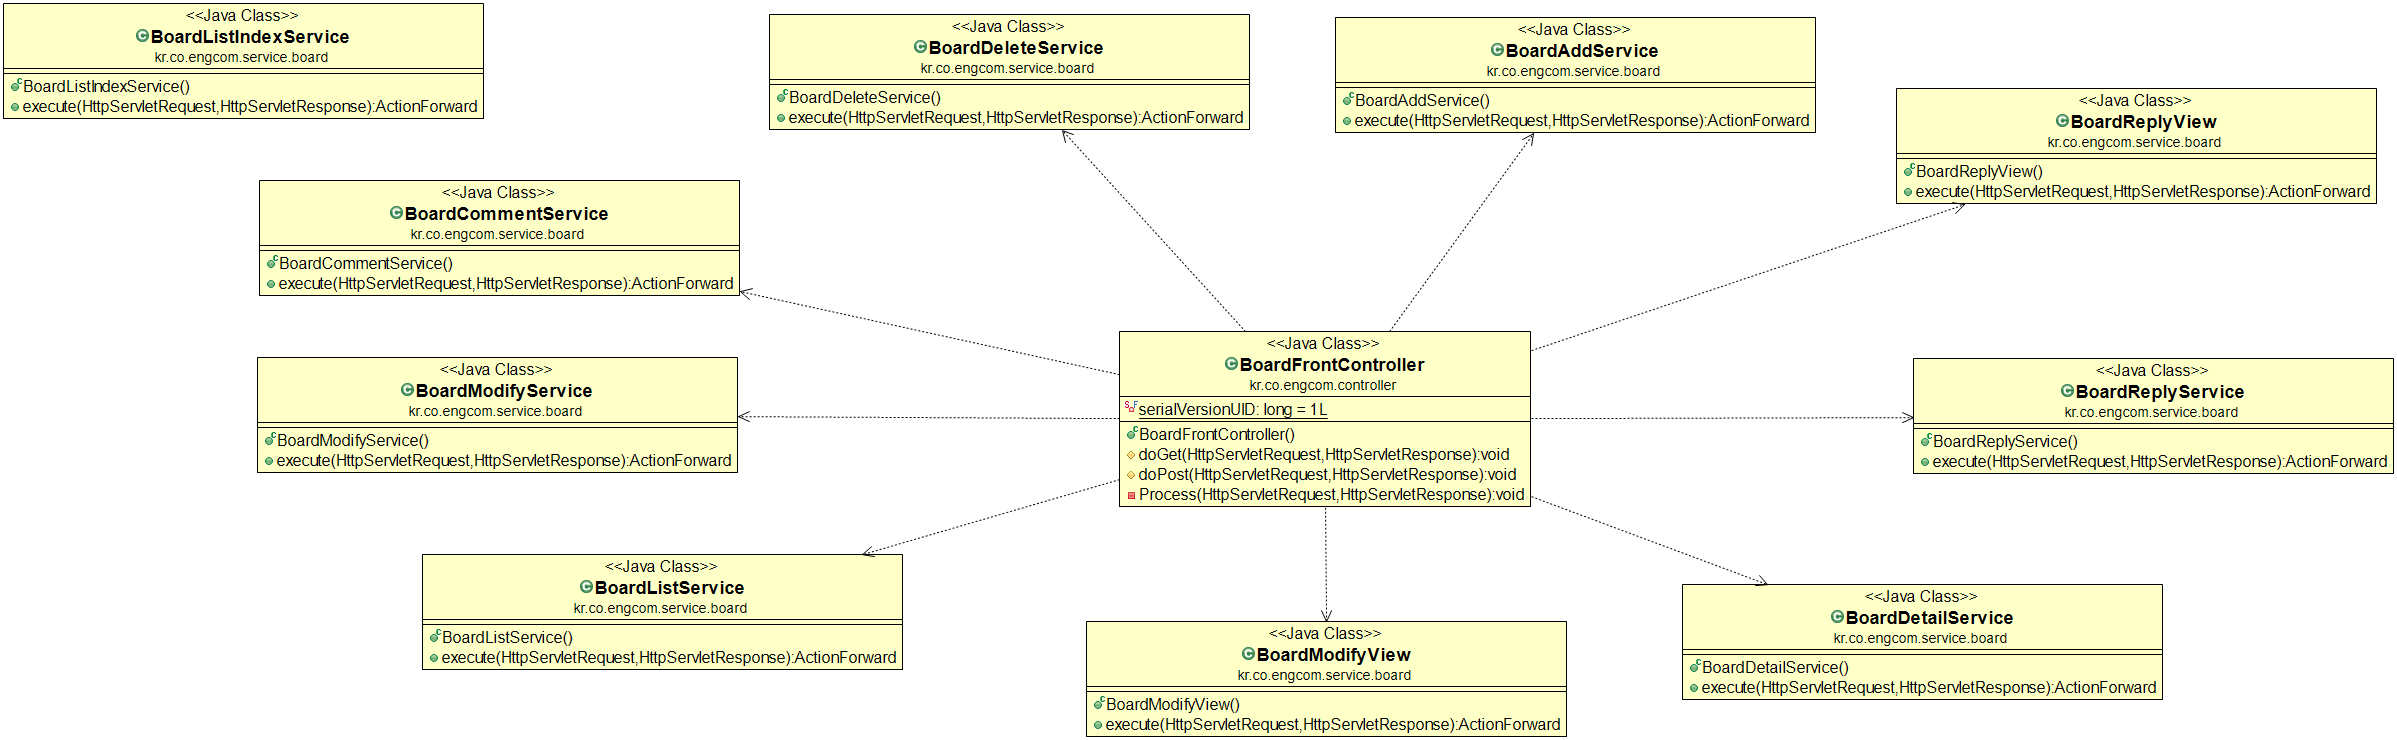 <<Java Class>>
BoardListIndexService
kr.co.engcom.service.board
BoardListIndexService()
execute(HttpServletRequest,HttpServletResponse):ActionForward
<<Java Class>>
BoardDeleteService
kr.co.engcom.service.board
BoardDeleteService()
execute(HttpServletRequest,HttpServletResponse):ActionForward
<<Java Class>>
BoardAddService
kr.co.engcom.service.board
BoardAddService()
execute(HttpServletRequest,HttpServletResponse):ActionForward
<<Java Class>>
BoardReplyView
kr.co.engcom.service.board
BoardReplyView()
execute(HttpServletRequest,HttpServletResponse):ActionForward
<<Java Class>>
BoardCommentService
kr.co.engcom.service.board
BoardCommentService()
execute(HttpServletRequest,HttpServletResponse):ActionForward
<<Java Class>>
BoardFrontController
kr.co.engcom.controller
serialVersionUID: long = 1L
BoardFrontController()
doGet(HttpServletRequest,HttpServletResponse):void
doPost(HttpServletRequest,HttpServletResponse):void
Process(HttpServletRequest,HttpServletResponse):void
<<Java Class>>
BoardModifyService
kr.co.engcom.service.board
BoardModifyService()
execute(HttpServletRequest,HttpServletResponse):ActionForward
<<Java Class>>
BoardReplyService
kr.co.engcom.service.board
BoardReplyService()
execute(HttpServletRequest,HttpServletResponse):ActionForward
<<Java Class>>
BoardListService
kr.co.engcom.service.board
BoardListService()
execute(HttpServletRequest,HttpServletResponse):ActionForward
<<Java Class>>
BoardModifyView
kr.co.engcom.service.board
BoardModifyView()
execute(HttpServletRequest,HttpServletResponse):ActionForward
<<Java Class>>
BoardDetailService
kr.co.engcom.service.board
BoardDetailService()
execute(HttpServletRequest,HttpServletResponse):ActionForward